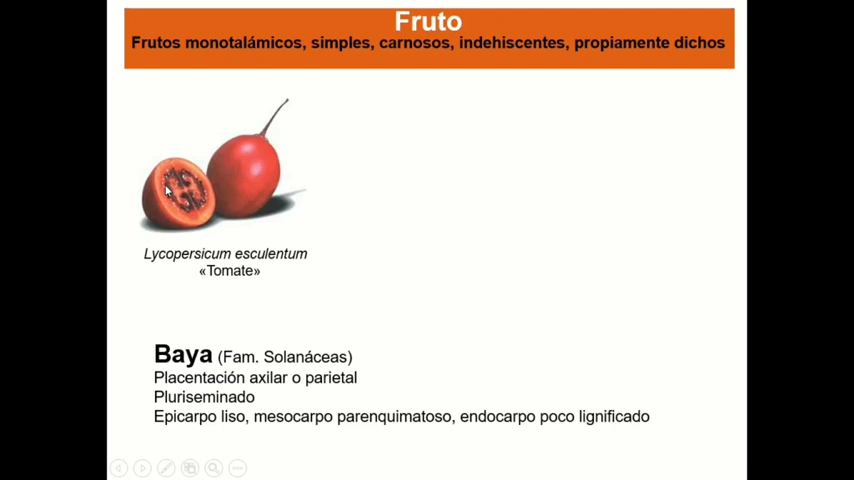 Fruto
Frutos monotalámicos, simples, carnosos, indehiscentes, propiamente dichos
Lycopersicum esculentum
«Tomate»
Baya (Fam. Solanáceas)
Placentación axilar o parietal
Pluriseminado
Epicarpo liso, mesocarpo parenquimatoso, endocarpo poco lignificado